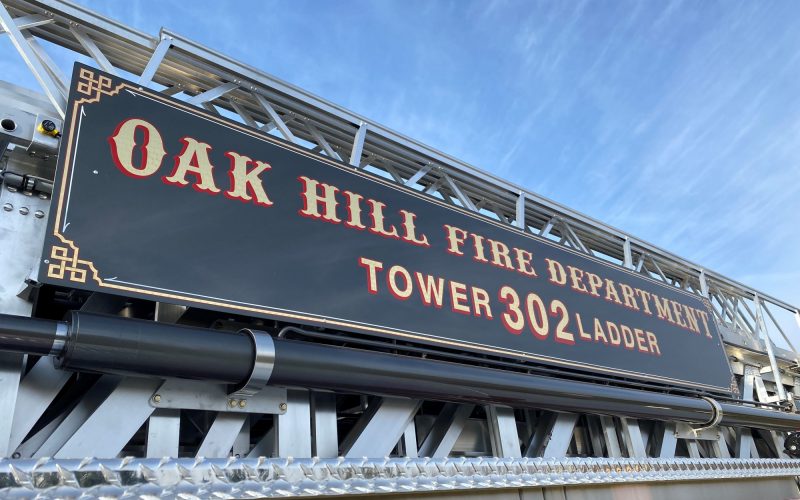 OAK HILL FIRE DEPARTMENT
TOWER 302 LADDER